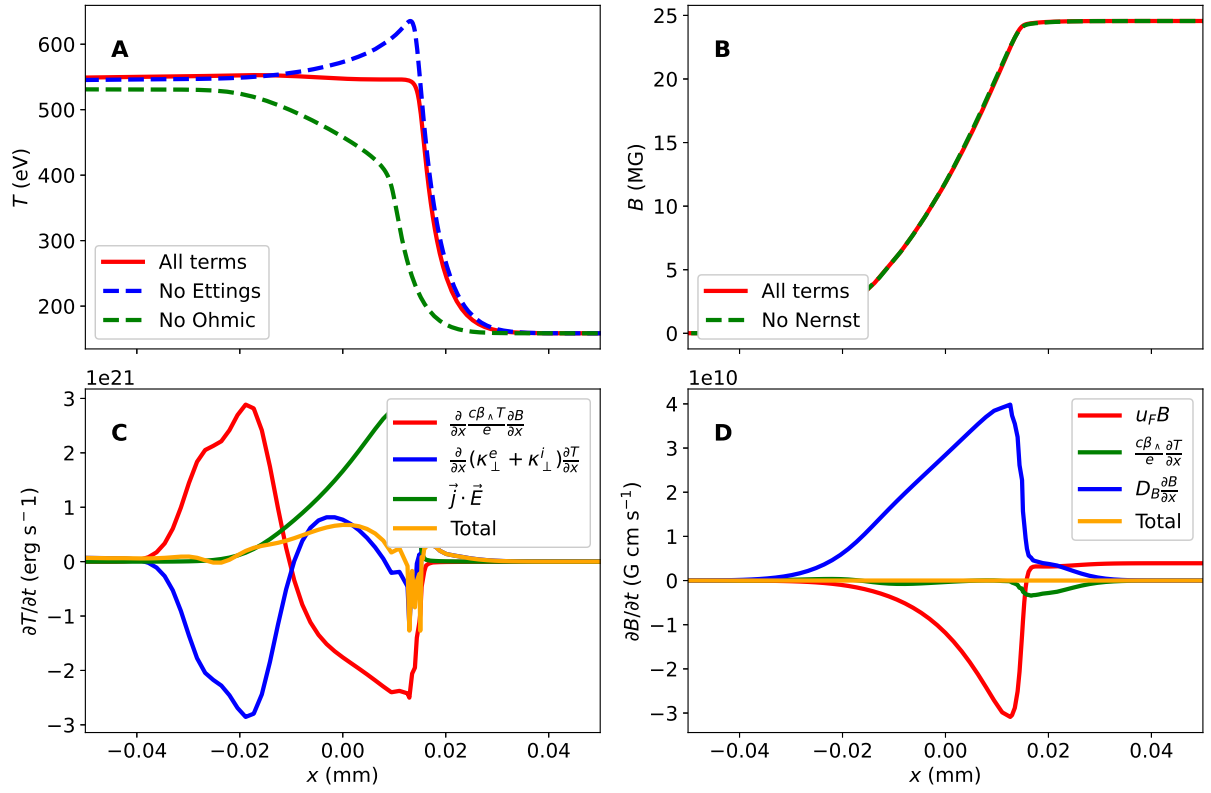 A
T (eV)
600
500
400
300
200
All terms
No Ettings
No Ohmic
B
B (MG)
25
20
15
10
5
0
All terms
No Nernst
1e21
C
∂T/∂t (erg s − 1)
3
2
1
0
−1
−2
−3
∂/∂x cβ∧T/e ∂B/∂x
∂/∂x (κ⊥^e + κ⊥^i) ∂T/∂x
j⃗ · E⃗
Total
−0.04 −0.02 0.00 0.02 0.04
x (mm)
1e10
D
∂B/∂t (G cm s⁻¹)
4
3
2
1
0
−1
−2
−3
u_F B
cβ∧/e ∂T/∂x
D_B ∂B/∂x
Total
−0.04 −0.02 0.00 0.02 0.04
x (mm)